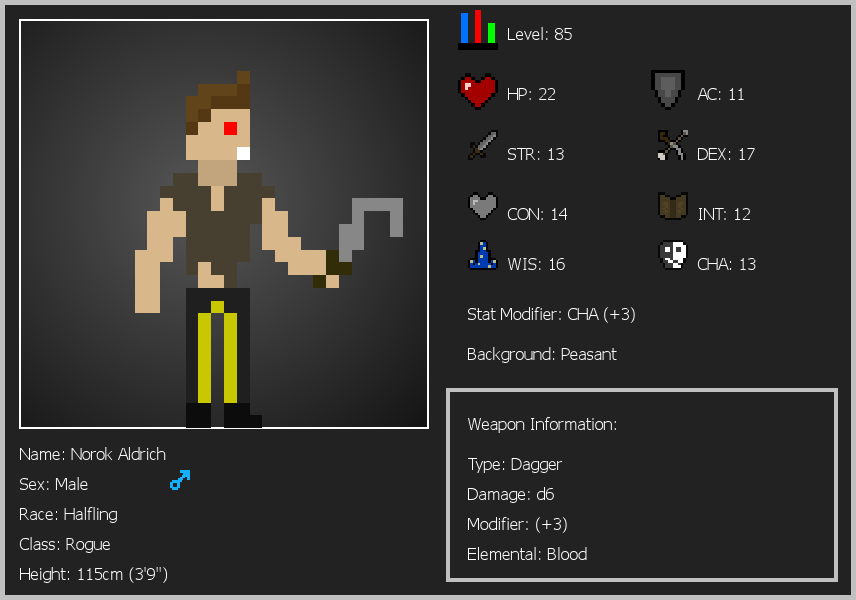 Level: 85
HP: 22
AC: 11
STR: 13
DEX: 17
CON: 14
INT: 12
WIS: 16
CHA: 13
Stat Modifier: CHA (+3)
Background: Peasant
Weapon Information:
Type: Dagger
Damage: d6
Modifier: (+3)
Elemental: Blood
Name: Norok Aldrich
Sex: Male
Race: Halfling
Class: Rogue
Height: 115cm (3'9")